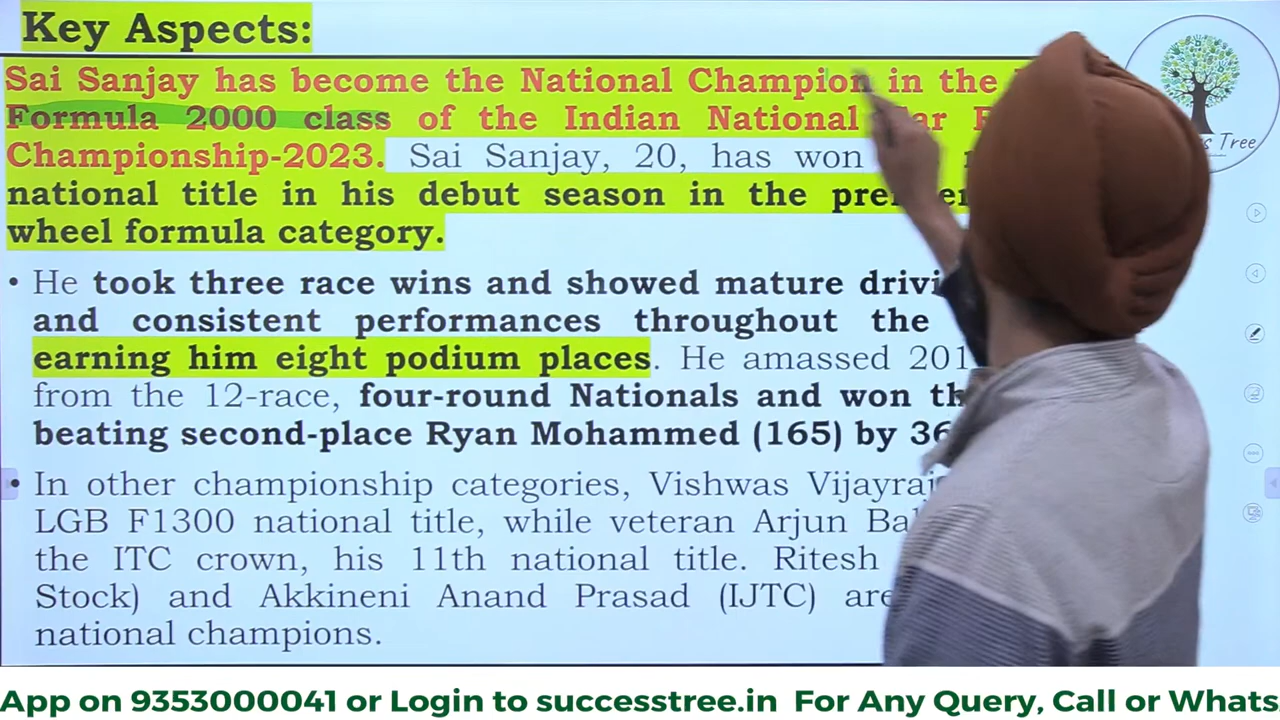 Key Aspects:
Sai Sanjay has become the National Champion in the
Formula 2000 class of the Indian National
Championship-2023. Sai Sanjay, 20, has won
national title in his debut season in the
wheel formula category.
• He took three race wins and showed mature
and consistent performances throughout the
earning him eight podium places. He amassed 201
from the 12-race, four-round Nationals and won
beating second-place Ryan Mohammed (165) by 36
• In other championship categories, Vishwas
LGB F1300 national title, while veteran Arjun
the ITC crown, his 11th national title. Ritesh
Stock) and Akkineni Anand Prasad (IJTC) are
national champions.
Tree
App on 9353000041 or Login to successtree.in For Any Query, Call or Whats